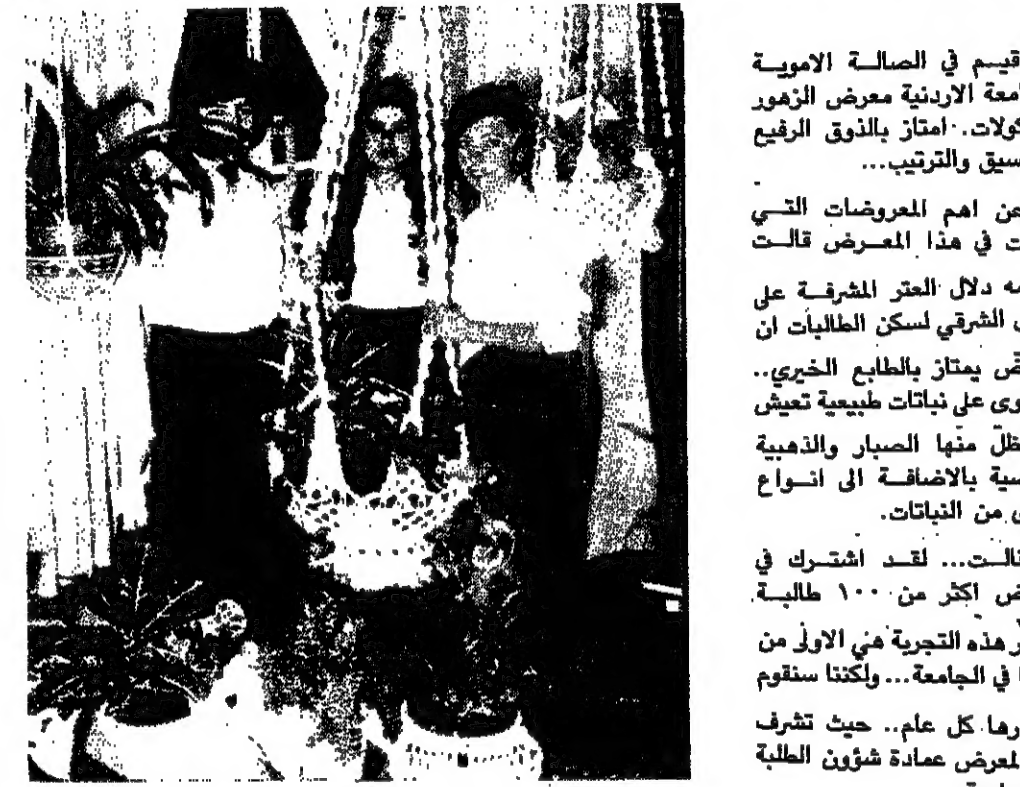 قيم في الصالة الاموية
امعة الاردنية معرض الزهور
كولات.. امتاز بالذوق الرفيع
سيق والترتيب...
عن اهم المعروضات التي
ت في هذا المعرض قالت
مه دلال العتر المشرفة على
ى الشرقي لسكن الطالبات ان
ض يمتاز بالطابع الخيري..
وى على نباتات طبيعية تعيش
ظل منها الصبار والذهبية
سية بالاضافة الى انواع
ى من النباتات.
قالت... لقد اشترك في
ض اكثر من ١٠٠ طالبة
ر هذه التجربة هي الاولى من
ا في الجامعة... ولكننا سنقوم
رها كل عام.. حيث تشرف
لمعرض عمادة شؤون الطلبة